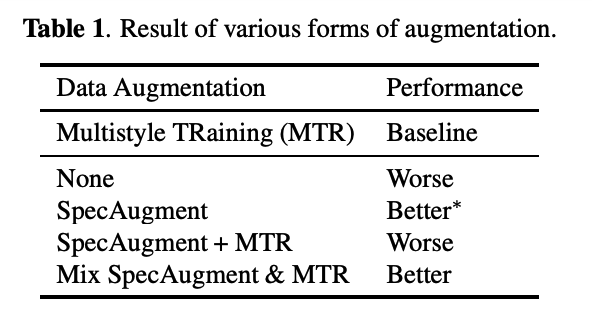 Table 1. Result of various forms of augmentation.
Data Augmentation Performance
Multistyle TRaining (MTR) Baseline
None Worse
SpecAugment Better*
SpecAugment + MTR Worse
Mix SpecAugment & MTR Better